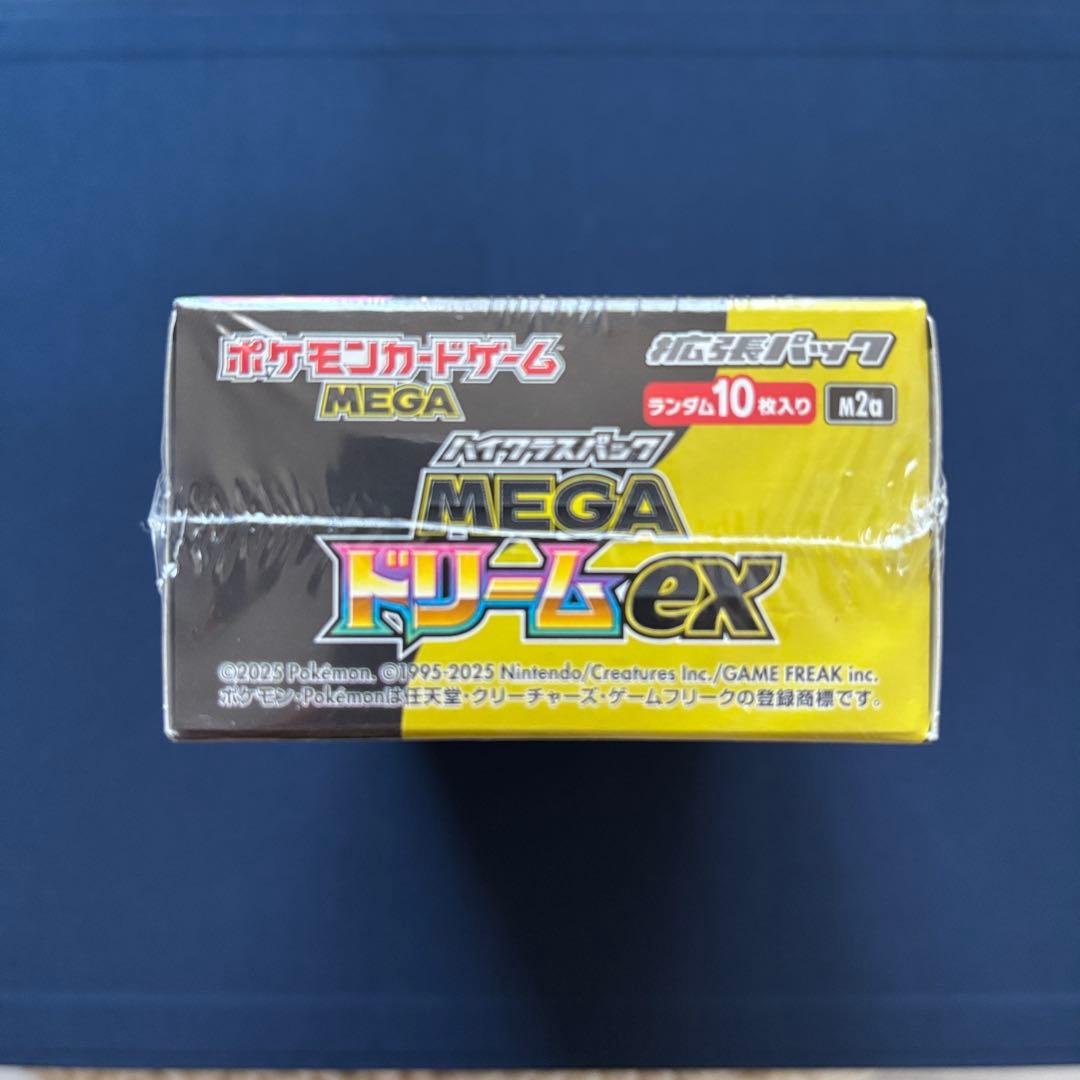 ポケモンカードゲーム
MEGA
拡張パック
ランダム10枚入り M2a
ハイクラスパック
MEGA
ドリームex
©2025 Pokémon. ©1995-2025 Nintendo/Creatures Inc./GAME FREAK inc.
ポケモン・Pokémonは任天堂・クリーチャーズ・ゲームフリークの登録商標です。